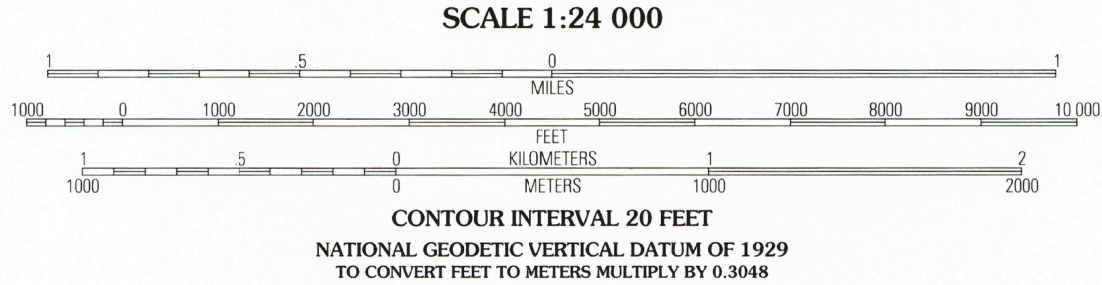 SCALE 1:24 000
1 .5 0 1
MILES
1000 0 1000 2000 3000 4000 5000 6000 7000 8000 9000 10 000
FEET
1 .5 0 KILOMETERS 1 2
1000 0 METERS 1000 2000
CONTOUR INTERVAL 20 FEET
NATIONAL GEODETIC VERTICAL DATUM OF 1929
TO CONVERT FEET TO METERS MULTIPLY BY 0.3048